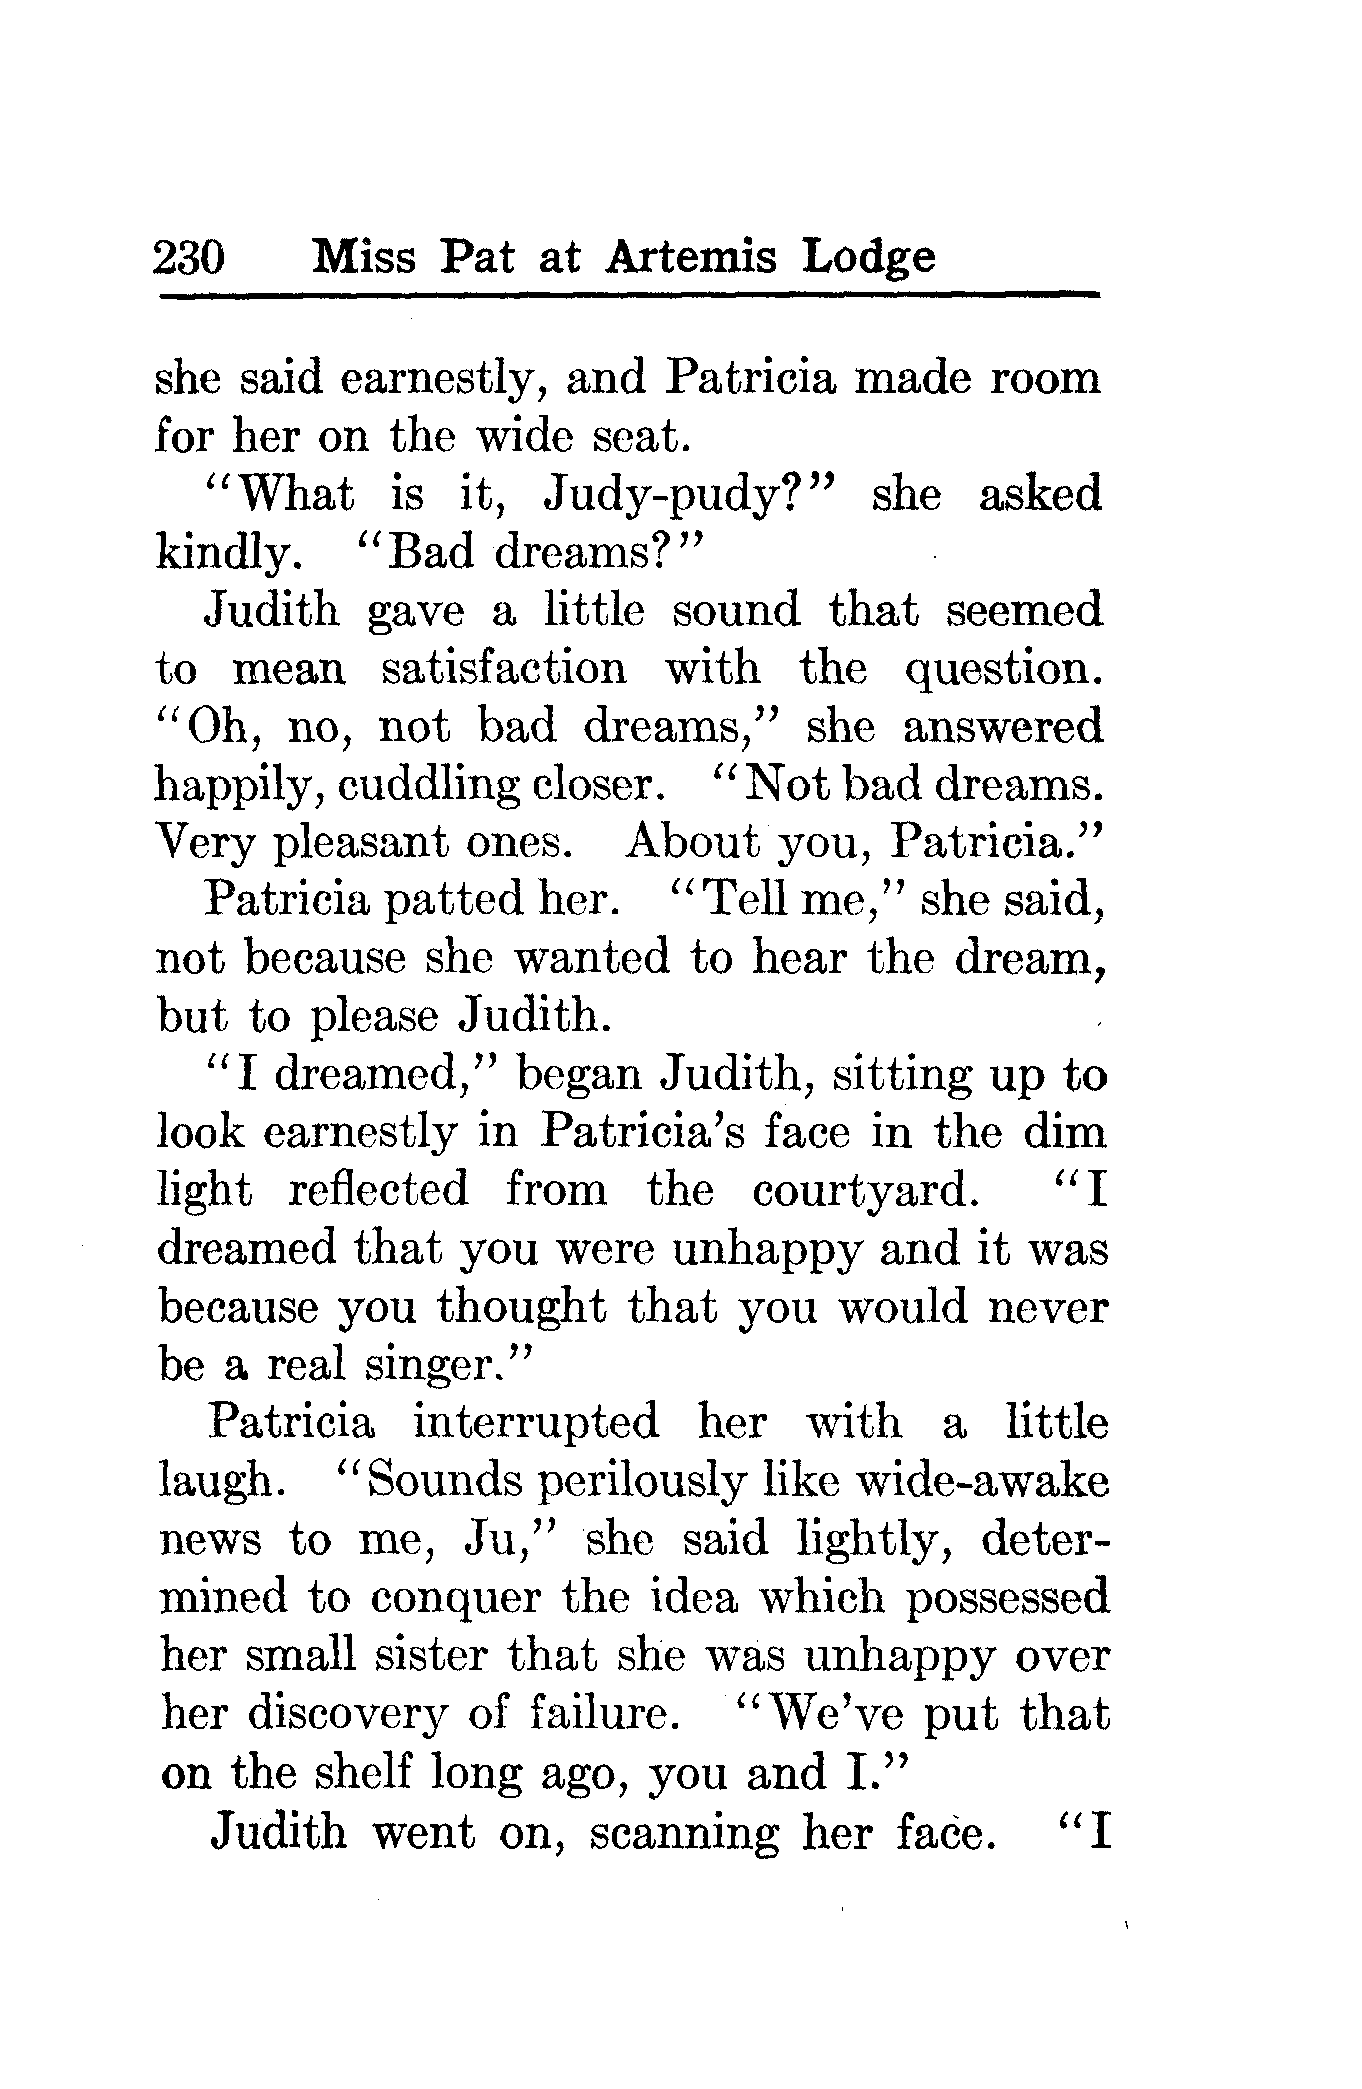 230 Miss Pat at Artemis Lodge
she said earnestly, and Patricia made room
for her on the wide seat.
"What is it, Judy-pudy?" she asked
kindly. "Bad dreams?"
Judith gave a little sound that seemed
to mean satisfaction with the question.
"Oh, no, not bad dreams," she answered
happily, cuddling closer. "Not bad dreams.
Very pleasant ones. About you, Patricia."
Patricia patted her. "Tell me," she said,
not because she wanted to hear the dream,
but to please Judith.
"I dreamed," began Judith, sitting up to
look earnestly in Patricia's face in the dim
light reflected from the courtyard. "I
dreamed that you were unhappy and it was
because you thought that you would never
be a real singer."
Patricia interrupted her with a little
laugh. "Sounds perilously like wide-awake
news to me, Ju," she said lightly, deter-
mined to conquer the idea which possessed
her small sister that she was unhappy over
her discovery of failure. "We've put that
on the shelf long ago, you and I."
Judith went on, scanning her face. "I